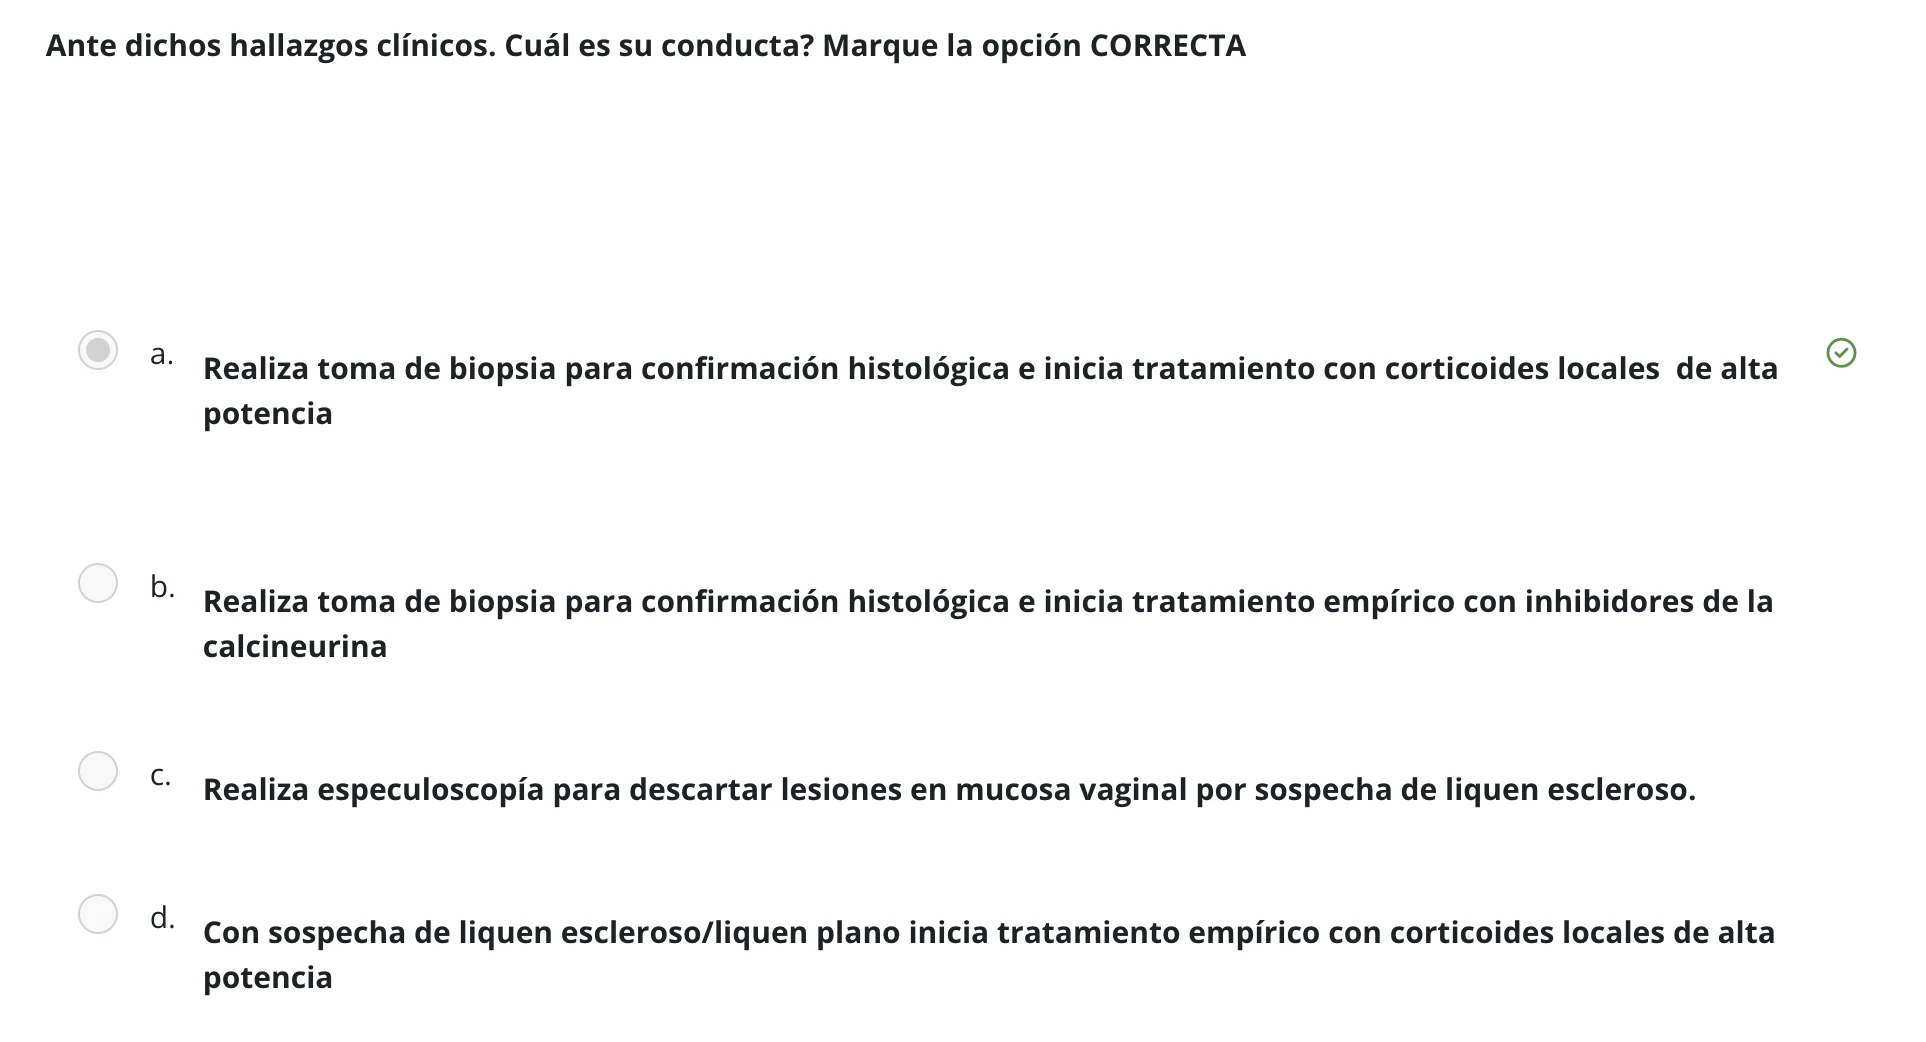 Ante dichos hallazgos clínicos. Cuál es su conducta? Marque la opción CORRECTA
a. Realiza toma de biopsia para confirmación histológica e inicia tratamiento con corticoides locales  de alta
potencia
b. Realiza toma de biopsia para confirmación histológica e inicia tratamiento empírico con inhibidores de la
calcineurina
c. Realiza especuloscopía para descartar lesiones en mucosa vaginal por sospecha de liquen escleroso.
d. Con sospecha de liquen escleroso/liquen plano inicia tratamiento empírico con corticoides locales de alta
potencia